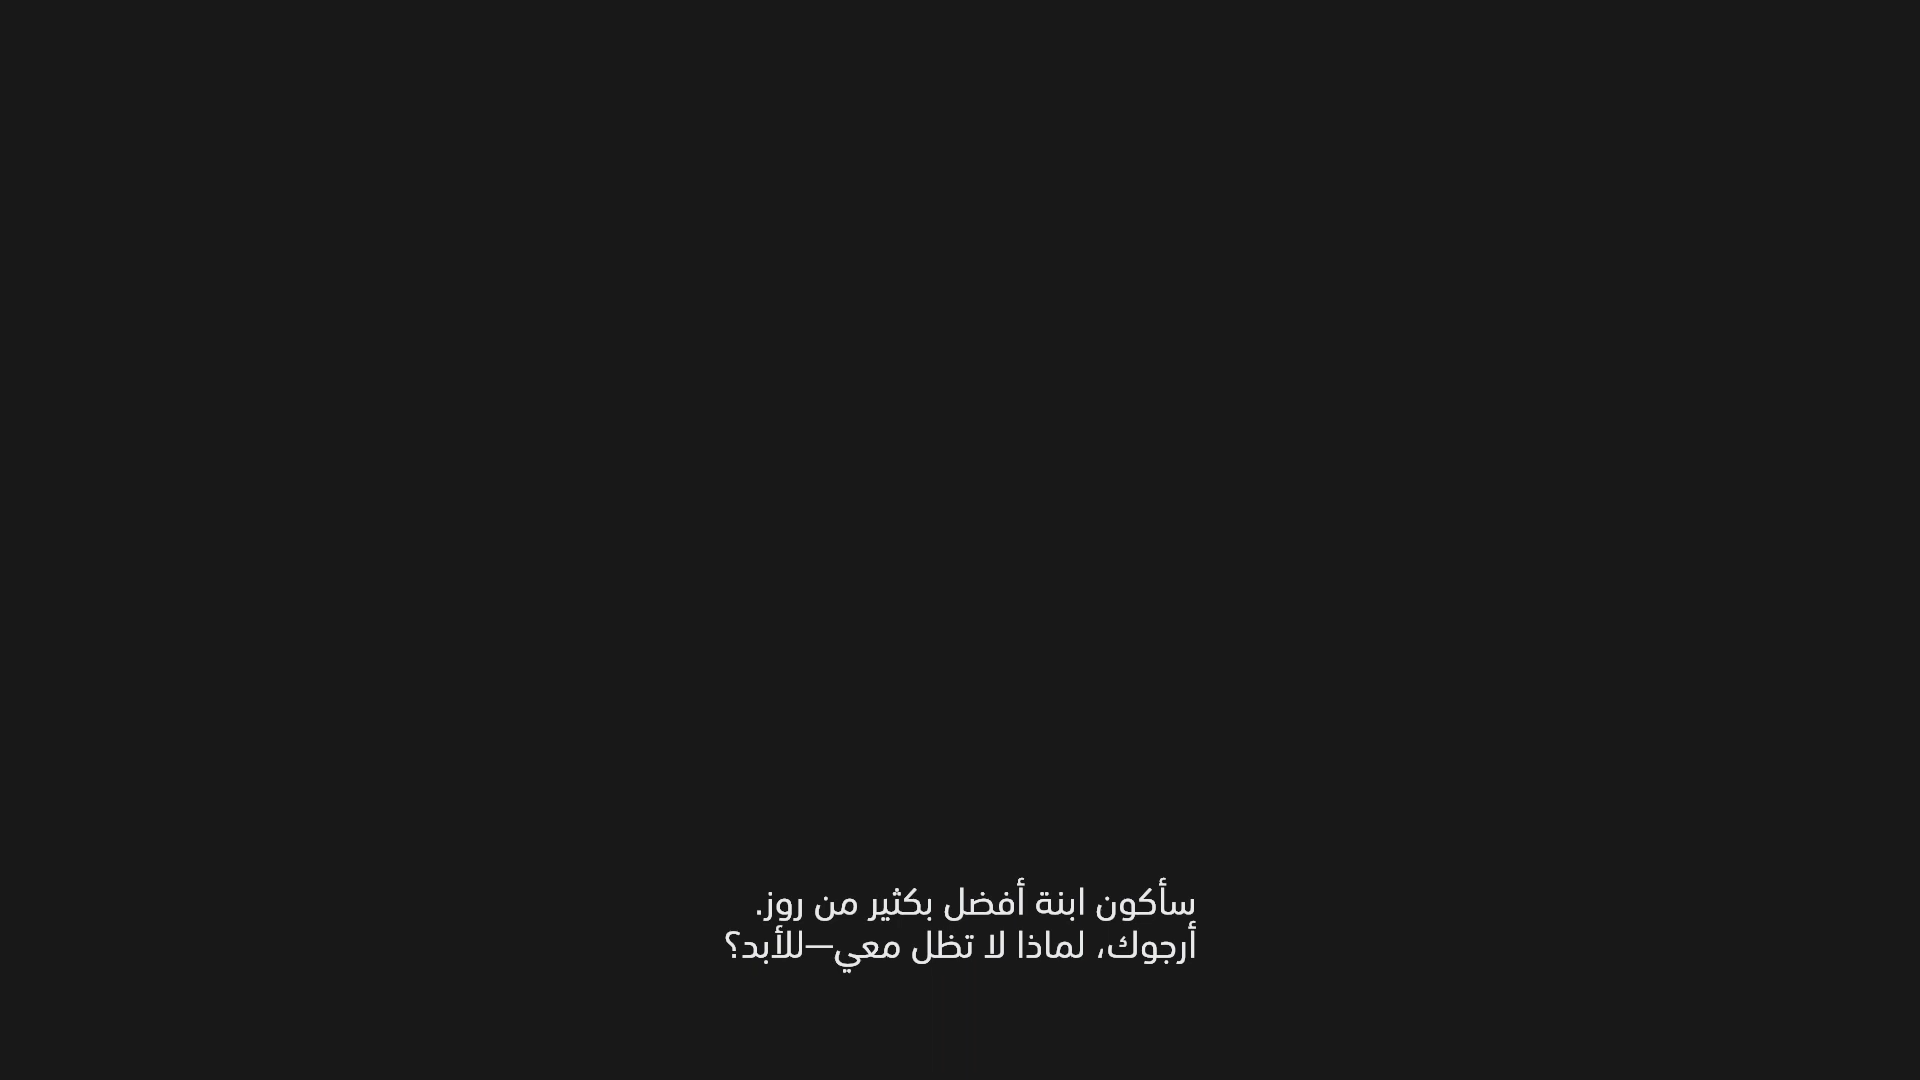 سأكون ابنة أفضل بكثير من روز.
أرجوك، لماذا لا تظل معي—للأبد؟